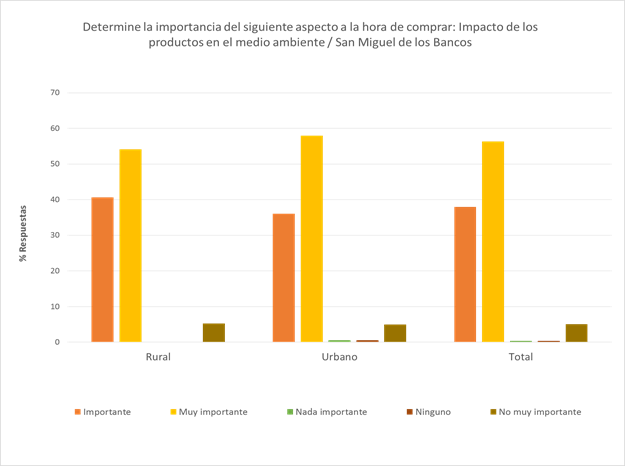 Determine la importancia del siguiente aspecto a la hora de comprar: Impacto de los
productos en el medio ambiente / San Miguel de los Bancos
70
60
50
40
30
20
10
0
% Respuestas
Rural
Urbano
Total
Importante
Muy importante
Nada importante
Ninguno
No muy importante